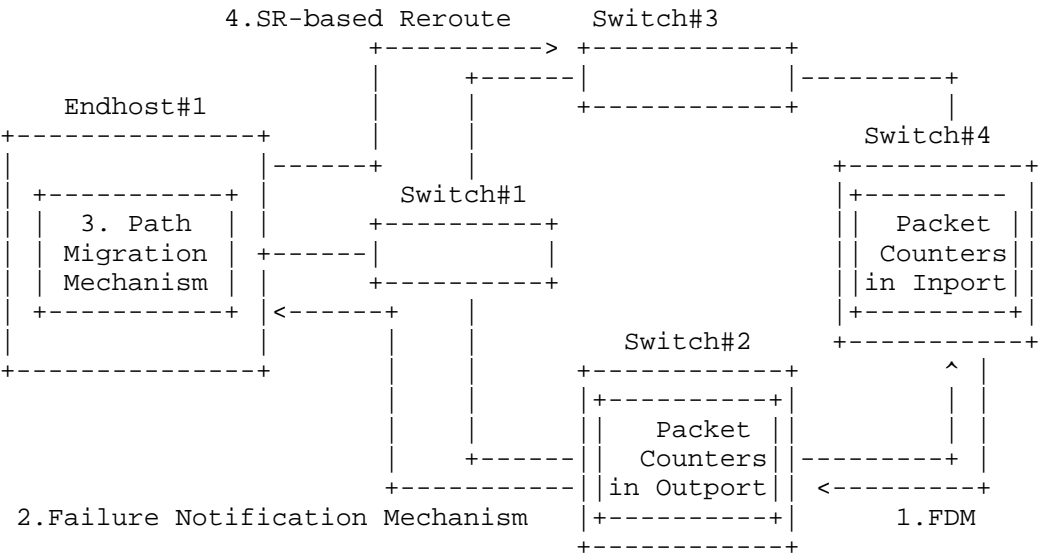 4.SR-based Reroute Switch#3
Endhost#1
Switch#4
Switch#1
3. Path Packet
Migration Counters
Mechanism in Inport
Switch#2
Packet
Counters
in Outport
2.Failure Notification Mechanism 1.FDM